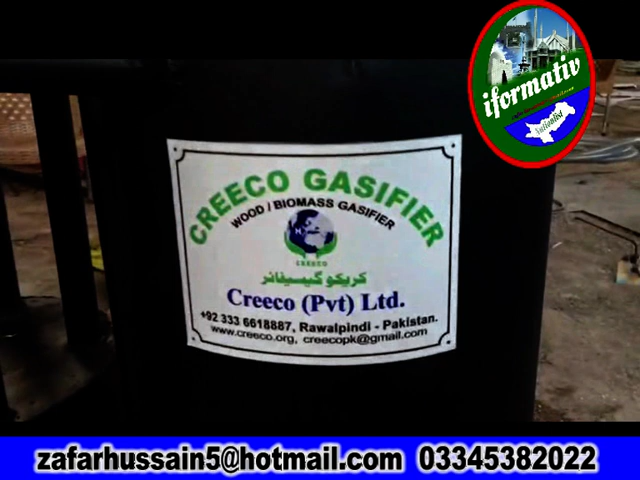 iformativ
Nationlist
CREECO GASIFIER
WOOD / BIOMASS GASIFIER
CREECO
کریکو گیسیفائر
Creeco (Pvt) Ltd.
+92 333 6618887, Rawalpindi - Pakistan.
www.creeco.org, creecopk@gmail.com
zafarhussain5@hotmail.com 03345382022